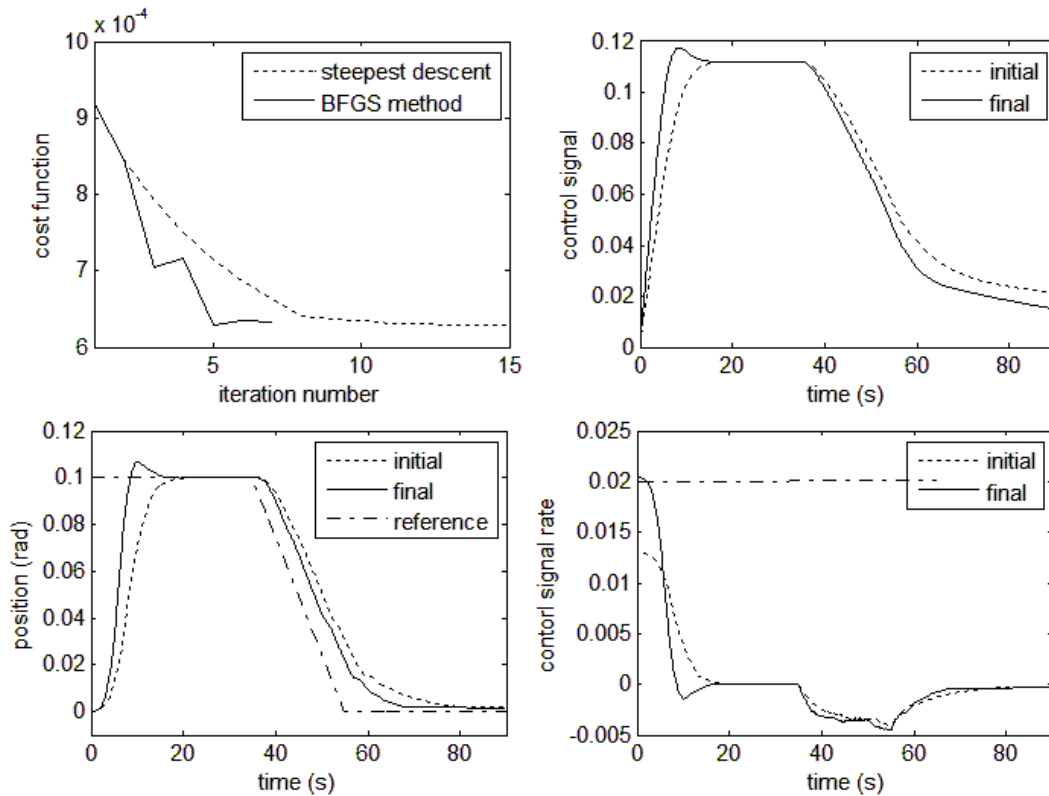 x 10⁻⁴
10
9
8
7
6
cost function
steepest descent
BFGS method
5
10
15
iteration number
0.12
0.1
0.08
0.06
0.04
0.02
0
control signal
initial
final
0
20
40
60
80
time (s)
0.12
0.1
0.08
0.06
0.04
0.02
0
position (rad)
initial
final
reference
0
20
40
60
80
time (s)
0.025
0.02
0.015
0.01
0.005
0
-0.005
contorl signal rate
initial
final
0
20
40
60
80
time (s)